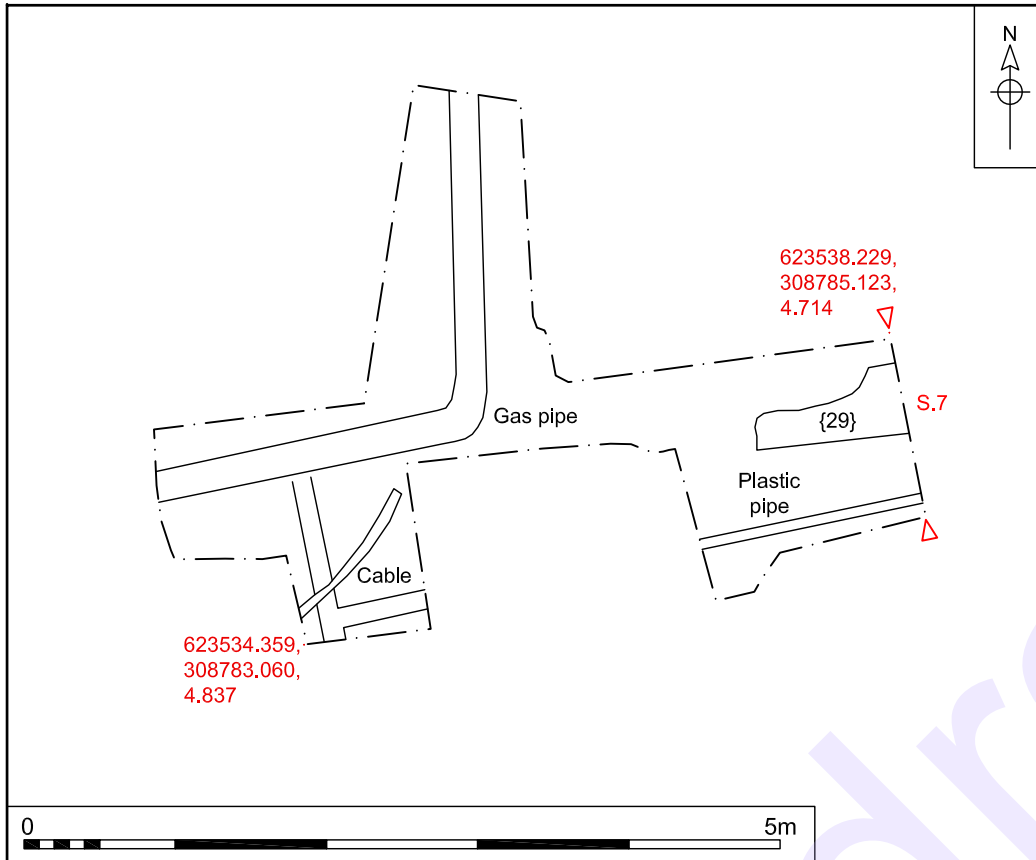 N
623538.229,
308785.123,
4.714
S.7
Gas pipe
{29}
Plastic
pipe
Cable
623534.359,
308783.060,
4.837
0
5m